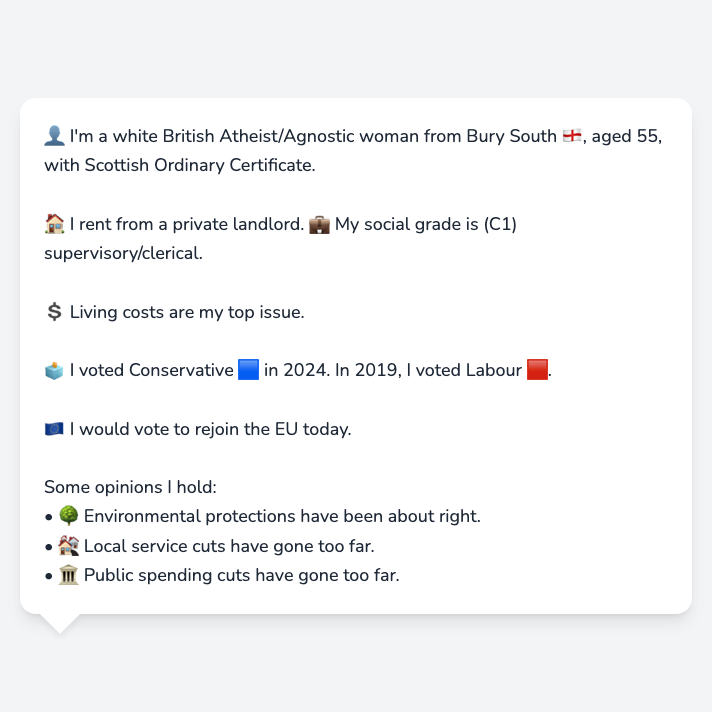 👤 I'm a white British Atheist/Agnostic woman from Bury South 🏴󠁧󠁢󠁥󠁮󠁧󠁿, aged 55,
with Scottish Ordinary Certificate.
🏠 I rent from a private landlord. 💼 My social grade is (C1)
supervisory/clerical.
💲 Living costs are my top issue.
🗳️ I voted Conservative 🟦 in 2024. In 2019, I voted Labour 🟥.
🇪🇺 I would vote to rejoin the EU today.
Some opinions I hold:
• 🌳 Environmental protections have been about right.
• 🏘️ Local service cuts have gone too far.
• 🏛️ Public spending cuts have gone too far.